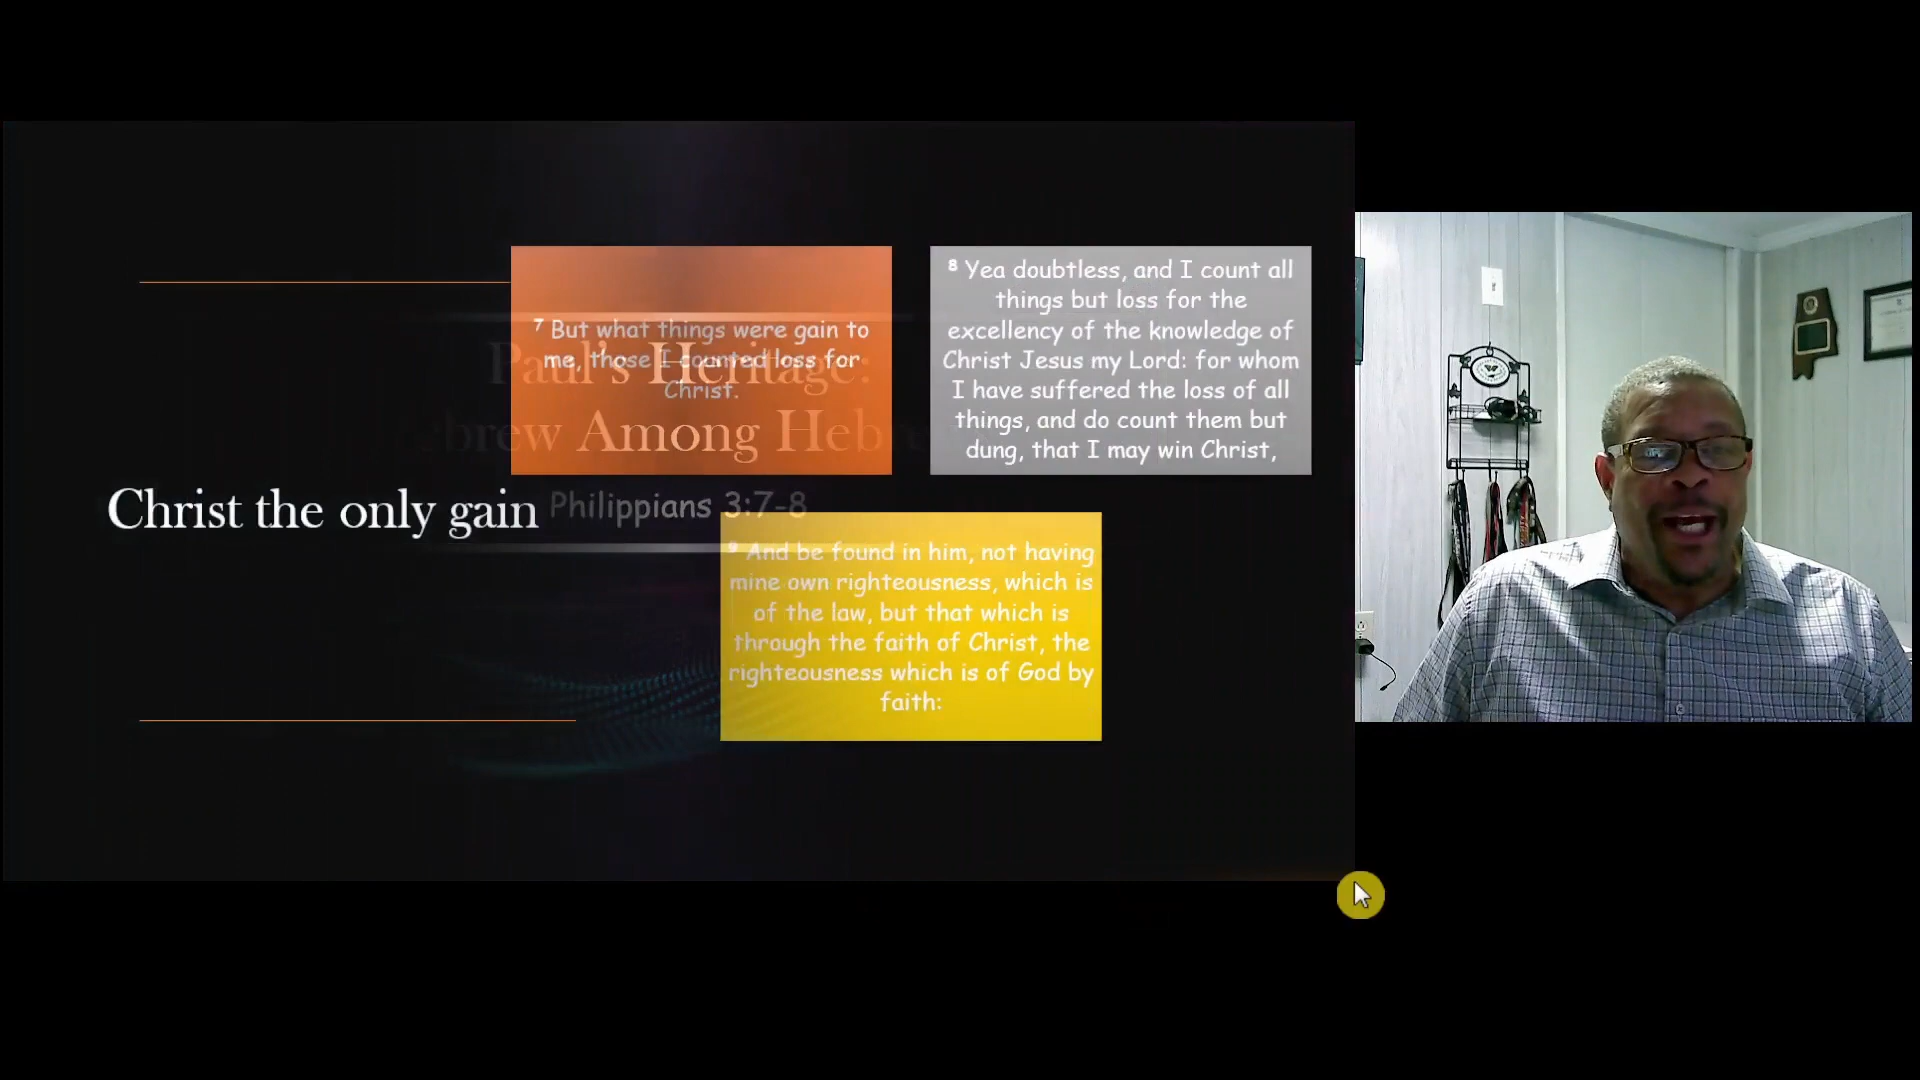 Paul's Heritage:
brew Among Heb
Philippians 3:7-8
Christ the only gain
7 But what things were gain to
me, those I counted loss for
Christ.
8 Yea doubtless, and I count all
things but loss for the
excellency of the knowledge of
Christ Jesus my Lord: for whom
I have suffered the loss of all
things, and do count them but
dung, that I may win Christ,
9 And be found in him, not having
mine own righteousness, which is
of the law, but that which is
through the faith of Christ, the
righteousness which is of God by
faith: